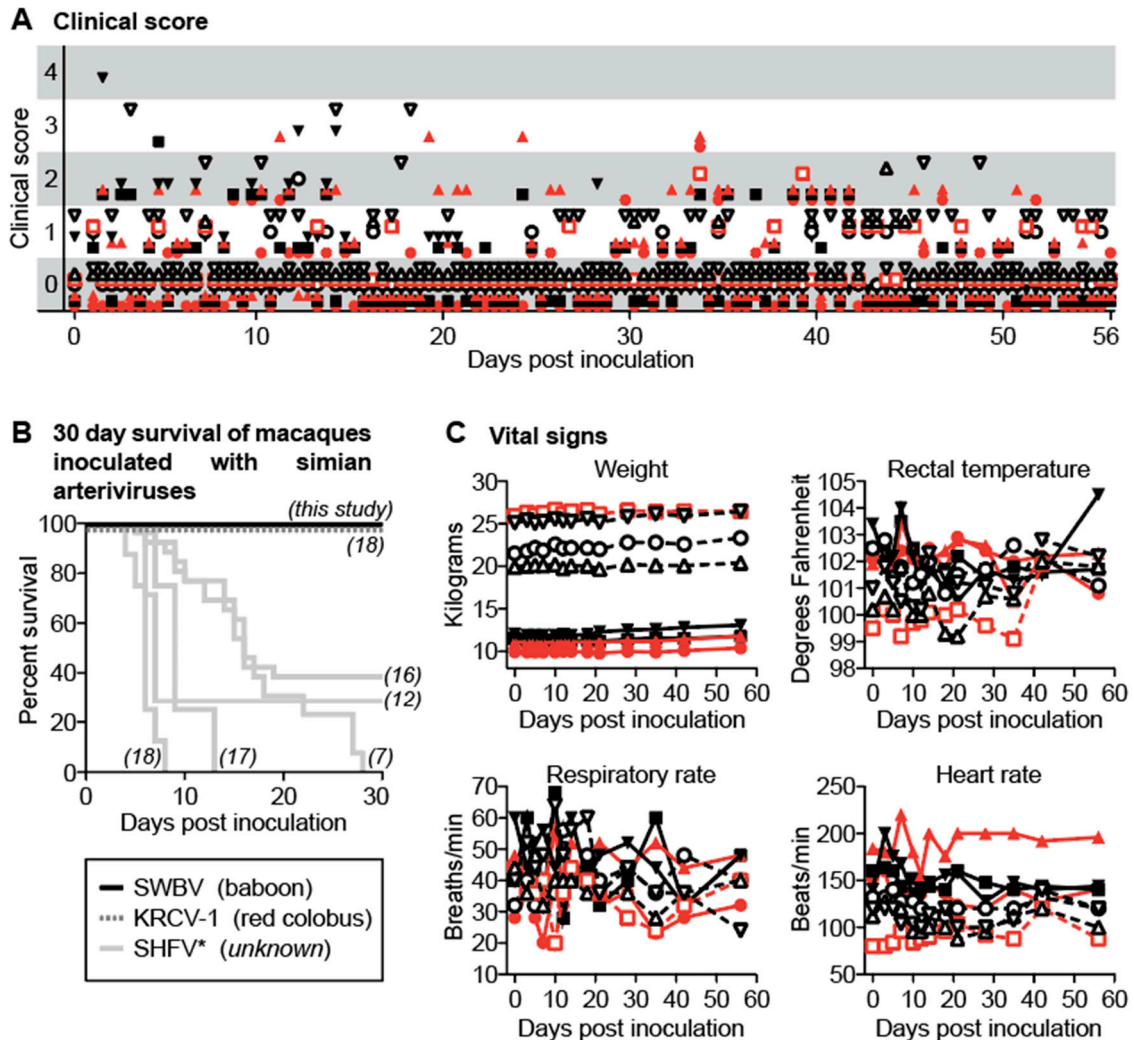 A Clinical score
Clinical score
4
3
2
1
0
0 10 20 30 40 50 56
Days post inoculation
B 30 day survival of macaques
inoculated with simian
arteriviruses
(this study)
(18)
(16)
(12)
(18) (17) (7)
Percent survival
100
80
60
40
20
0
0 10 20 30
Days post inoculation
SWBV (baboon)
KRCV-1 (red colobus)
SHFV* (unknown)
C Vital signs
Weight
Kilograms
30
25
20
15
10
0 10 20 30 40 50 60
Days post inoculation
Rectal temperature
Degrees Fahrenheit
105
104
103
102
101
100
99
98
0 10 20 30 40 50 60
Days post inoculation
Respiratory rate
Breaths/min
70
60
50
40
30
20
10
0 10 20 30 40 50 60
Days post inoculation
Heart rate
Beats/min
250
200
150
100
50
0 10 20 30 40 50 60
Days post inoculation